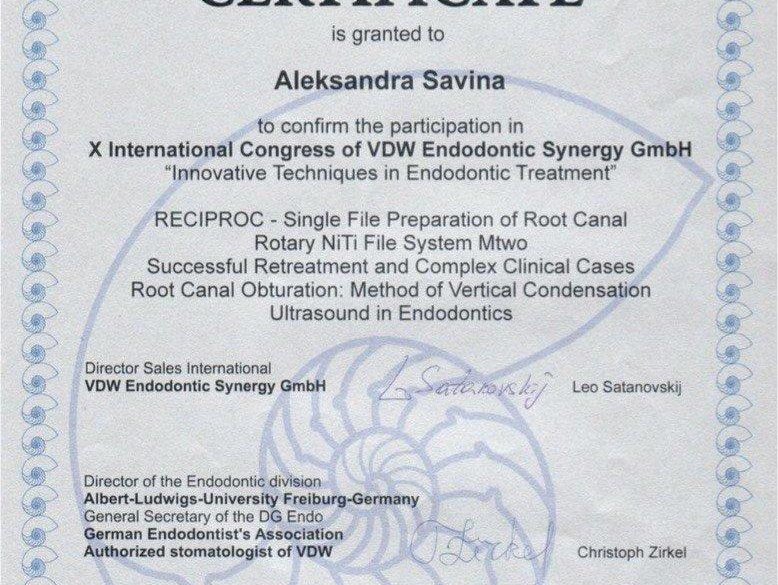 CERTIFICATE
is granted to
Aleksandra Savina
to confirm the participation in
X International Congress of VDW Endodontic Synergy GmbH
“Innovative Techniques in Endodontic Treatment”
RECIPROC - Single File Preparation of Root Canal
Rotary NiTi File System Mtwo
Successful Retreatment and Complex Clinical Cases
Root Canal Obturation: Method of Vertical Condensation
Ultrasound in Endodontics
Director Sales International
VDW Endodontic Synergy GmbH
L Satanovskij
Leo Satanovskij
Director of the Endodontic division
Albert-Ludwigs-University Freiburg-Germany
General Secretary of the DG Endo
German Endodontist's Association
Authorized stomatologist of VDW
Zirkel
Christoph Zirkel